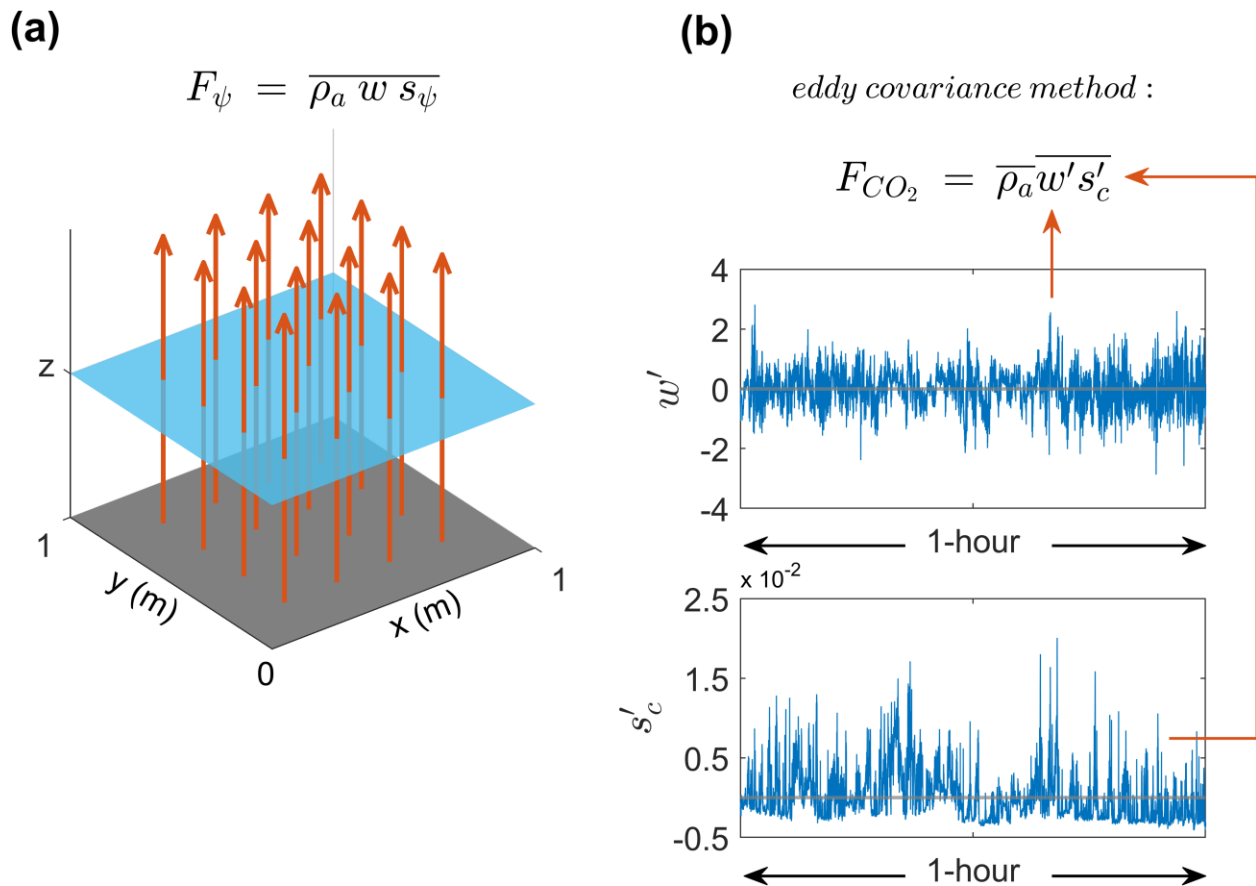 (a)
F_ψ = \overline{ρ_a w s_ψ}
z
1
y (m)
0
x (m)
1
(b)
eddy covariance method :
F_{CO_2} = \overline{ρ_a} \overline{w's'_c}
4
2
0
-2
-4
w'
1-hour
x 10^{-2}
2.5
1.5
0.5
-0.5
s'_c
1-hour